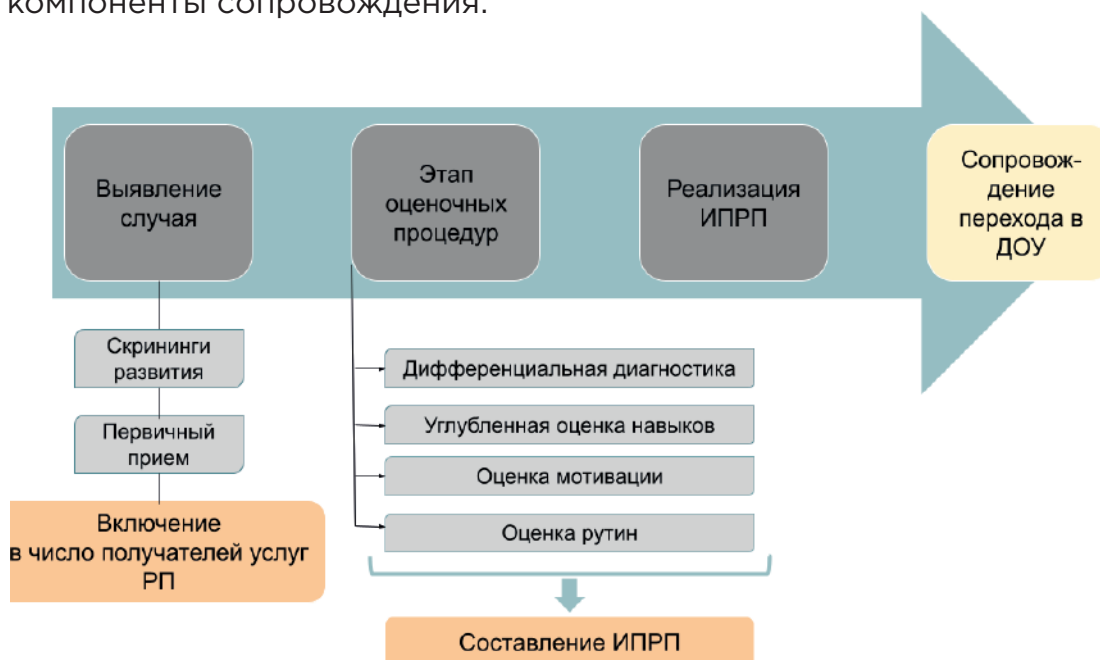 компоненты сопровождения.
Выявление
случая
Этап
оценочных
процедур
Реализация
ИПРП
Сопровож-
дение
перехода в
ДОУ
Скрининги
развития
Первичный
прием
Включение
в число получателей услуг
РП
Дифференциальная диагностика
Углубленная оценка навыков
Оценка мотивации
Оценка рутин
Составление ИПРП